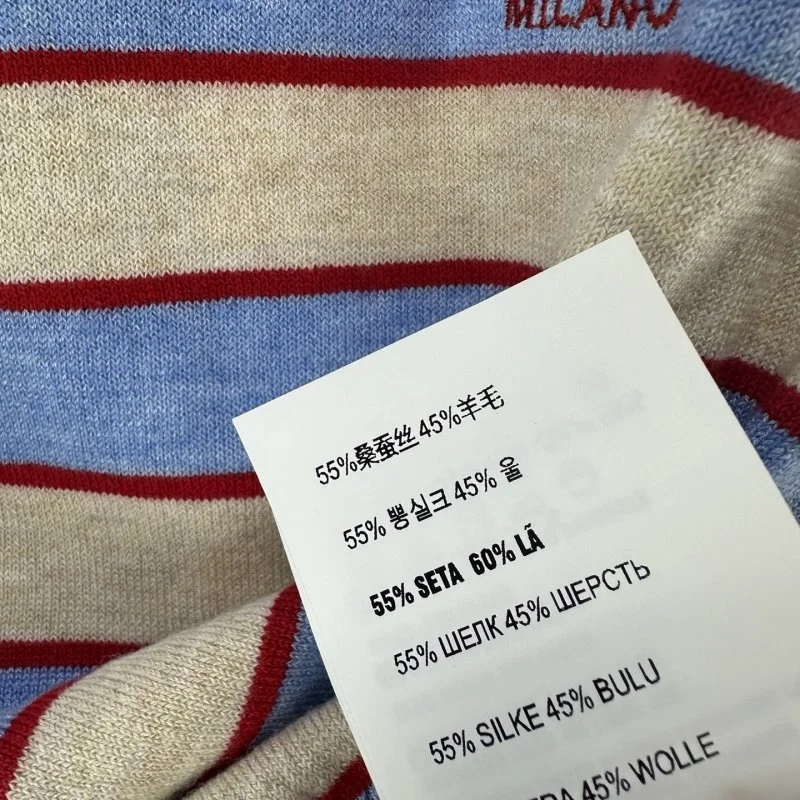 MILANO
55%桑蚕丝 45%羊毛
55% 뽕실크 45% 울
55% SETA 60% LÃ
55% ШЕЛК 45% ШЕРСТЬ
55% SILKE 45% BULU
45% WOLLE